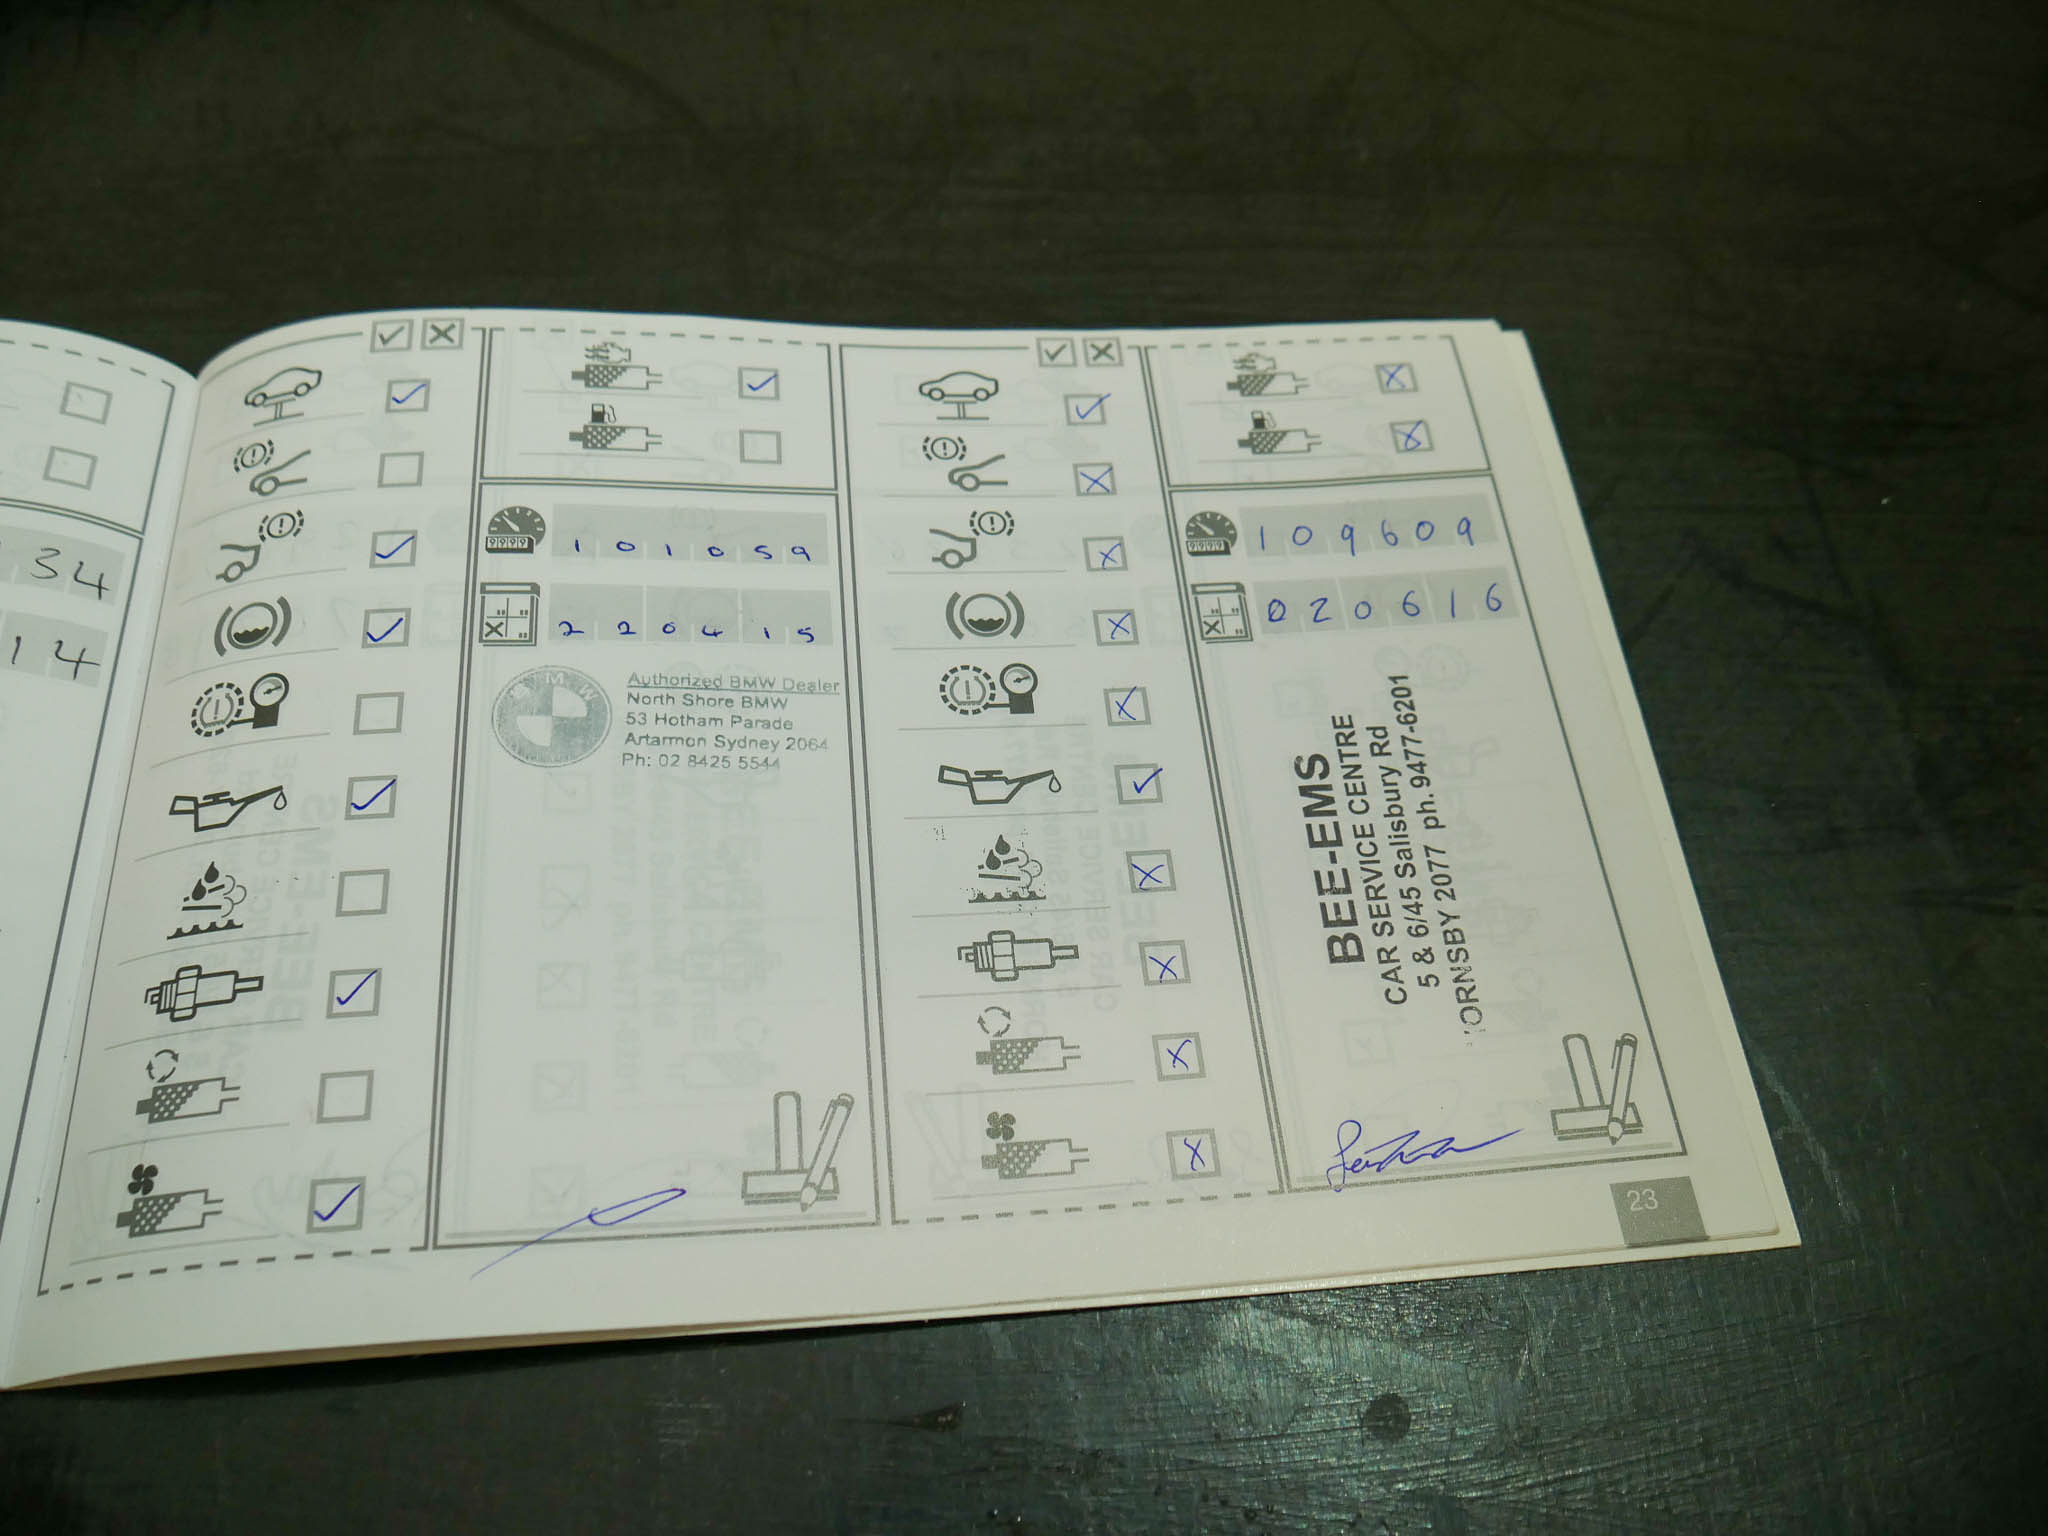 34
14
101059
220415
BMW
Authorized BMW Dealer
North Shore BMW
53 Hotham Parade
Artarmon Sydney 2064
Ph: 02 8425 5544
109609
020616
BEE-EMS
CAR SERVICE CENTRE
5 & 6/45 Salisbury Rd
ORNSBY 2077 ph. 9477-6201
23